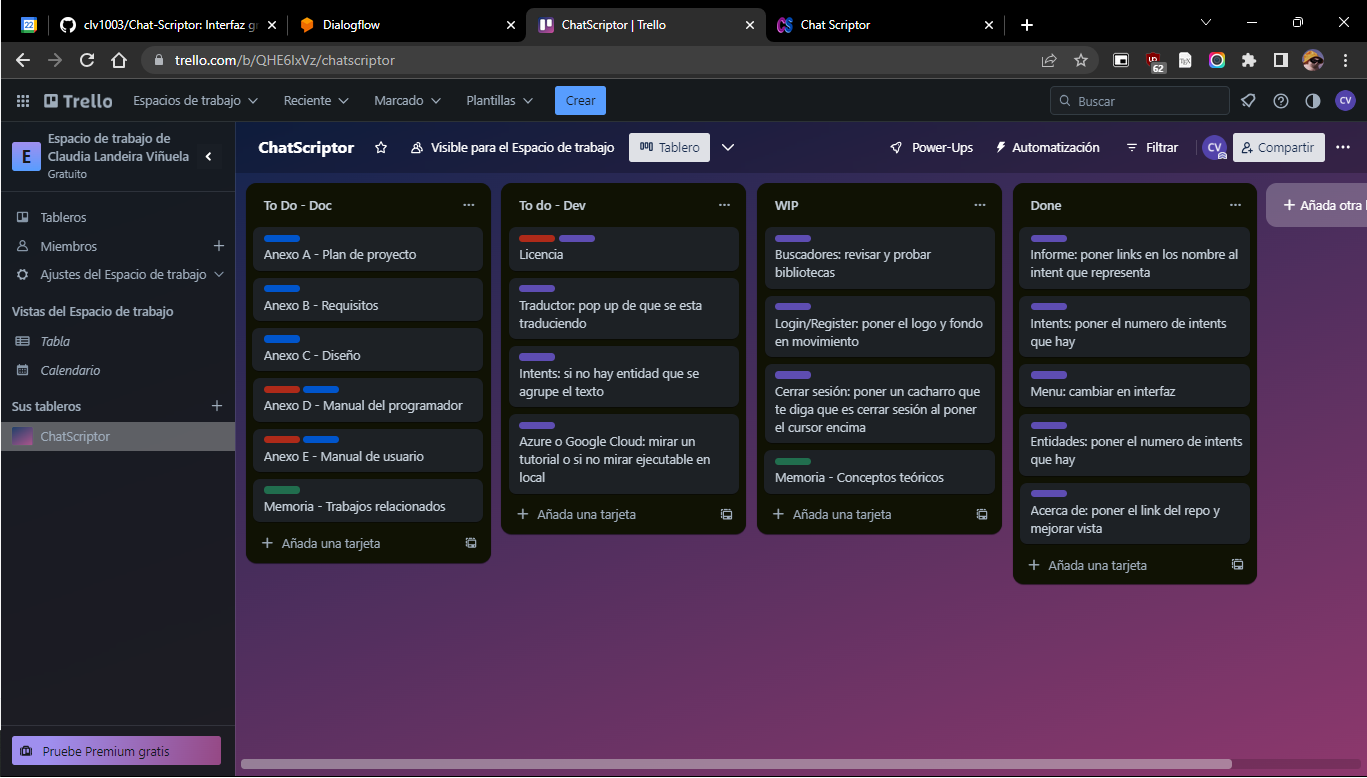 22
clv1003/Chat-Scriptor: Interfaz gr
Dialogflow
ChatScriptor | Trello
Chat Scriptor
trello.com/b/QHE6lxVz/chatscriptor
62
Trello
Espacios de trabajo
Reciente
Marcado
Plantillas
Crear
Buscar
CV
E
Espacio de trabajo de
Claudia Landeira Viñuela
Gratuito
Tableros
Miembros
Ajustes del Espacio de trabajo
Vistas del Espacio de trabajo
Tabla
Calendario
Sus tableros
ChatScriptor
Pruebe Premium gratis
ChatScriptor
Visible para el Espacio de trabajo
Tablero
Power-Ups
Automatización
Filtrar
CV
Compartir
To Do - Doc
Anexo A - Plan de proyecto
Anexo B - Requisitos
Anexo C - Diseño
Anexo D - Manual del programador
Anexo E - Manual de usuario
Memoria - Trabajos relacionados
Añada una tarjeta
To do - Dev
Licencia
Traductor: pop up de que se esta
traduciendo
Intents: si no hay entidad que se
agrupe el texto
Azure o Google Cloud: mirar un
tutorial o si no mirar ejecutable en
local
Añada una tarjeta
WIP
Buscadores: revisar y probar
bibliotecas
Login/Register: poner el logo y fondo
en movimiento
Cerrar sesión: poner un cacharro que
te diga que es cerrar sesión al poner
el cursor encima
Memoria - Conceptos teóricos
Añada una tarjeta
Done
Informe: poner links en los nombre al
intent que representa
Intents: poner el numero de intents
que hay
Menu: cambiar en interfaz
Entidades: poner el numero de intents
que hay
Acerca de: poner el link del repo y
mejorar vista
Añada una tarjeta
Añada otra